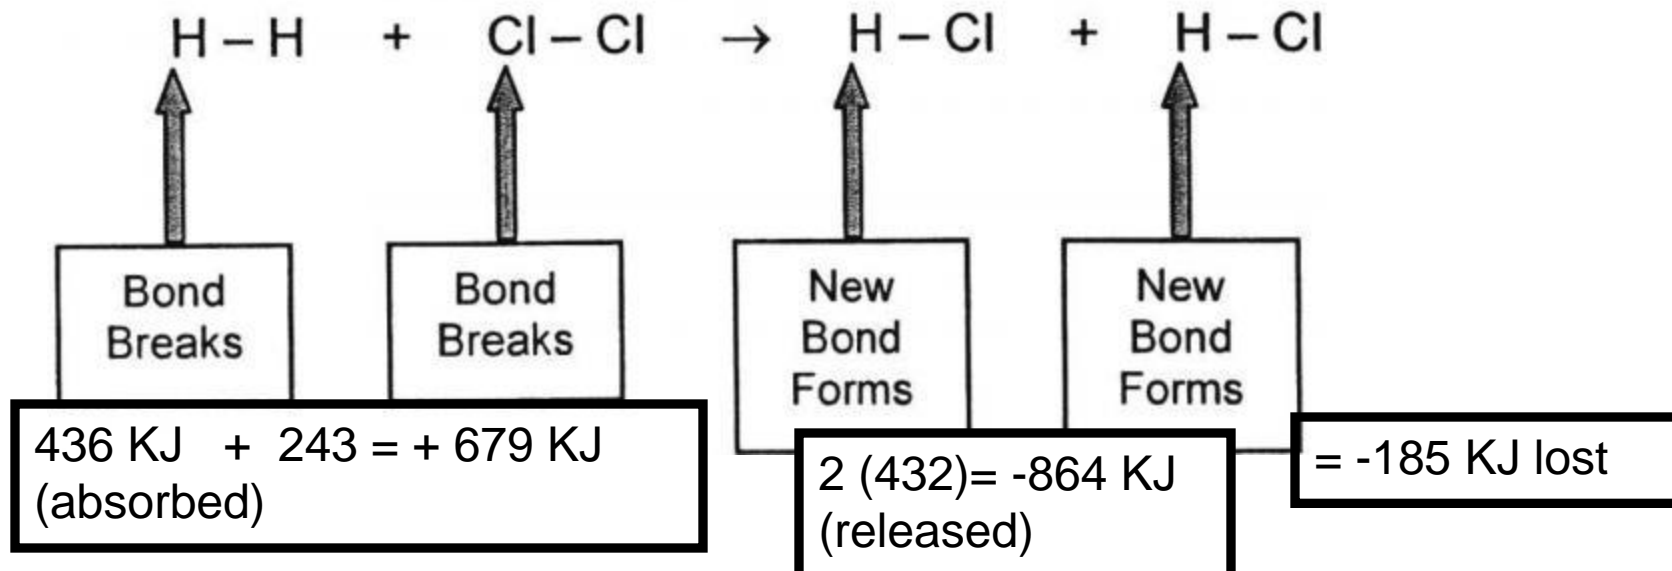 H – H + Cl – Cl → H – Cl + H – Cl
Bond
Breaks
Bond
Breaks
New
Bond
Forms
New
Bond
Forms
436 KJ + 243 = + 679 KJ
(absorbed)
2 (432)= -864 KJ
(released)
= -185 KJ lost